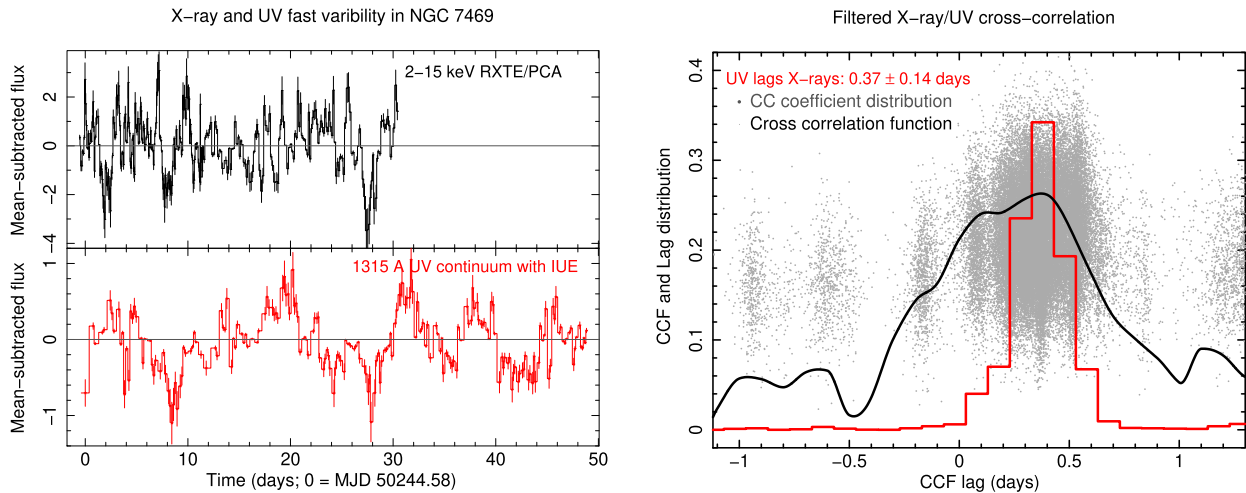 X−ray and UV fast varibility in NGC 7469
Mean−subtracted flux
2−15 keV RXTE/PCA
2
0
−2
−4
Mean−subtracted flux
1315 A UV continuum with IUE
1
0
−1
0 10 20 30 40 50
Time (days; 0 = MJD 50244.58)
Filtered X−ray/UV cross−correlation
CCF and Lag distribution
UV lags X−rays: 0.37 ± 0.14 days
CC coefficient distribution
Cross correlation function
0.4
0.3
0.2
0.1
0
−1 −0.5 0 0.5 1
CCF lag (days)